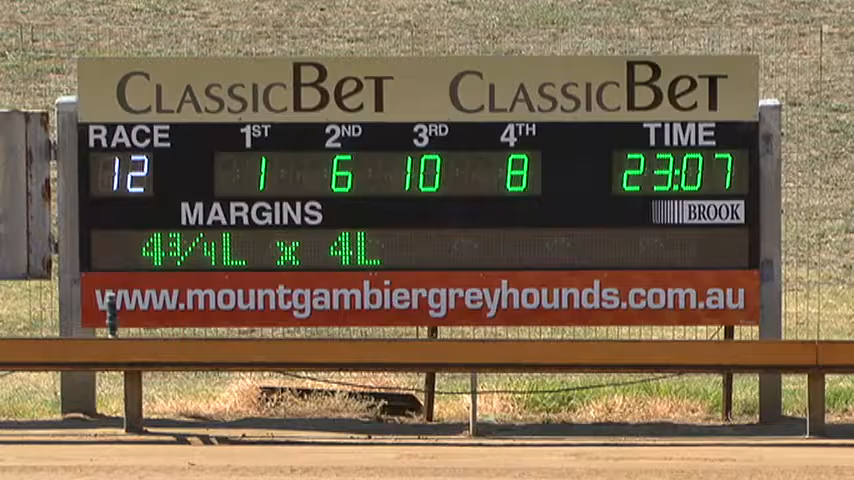 CLASSICBET CLASSICBET
RACE 1ST 2ND 3RD 4TH TIME
12 1 6 10 8 23:07
MARGINS BROOK
4¾L x 4L
www.mountgambiergreyhounds.com.au